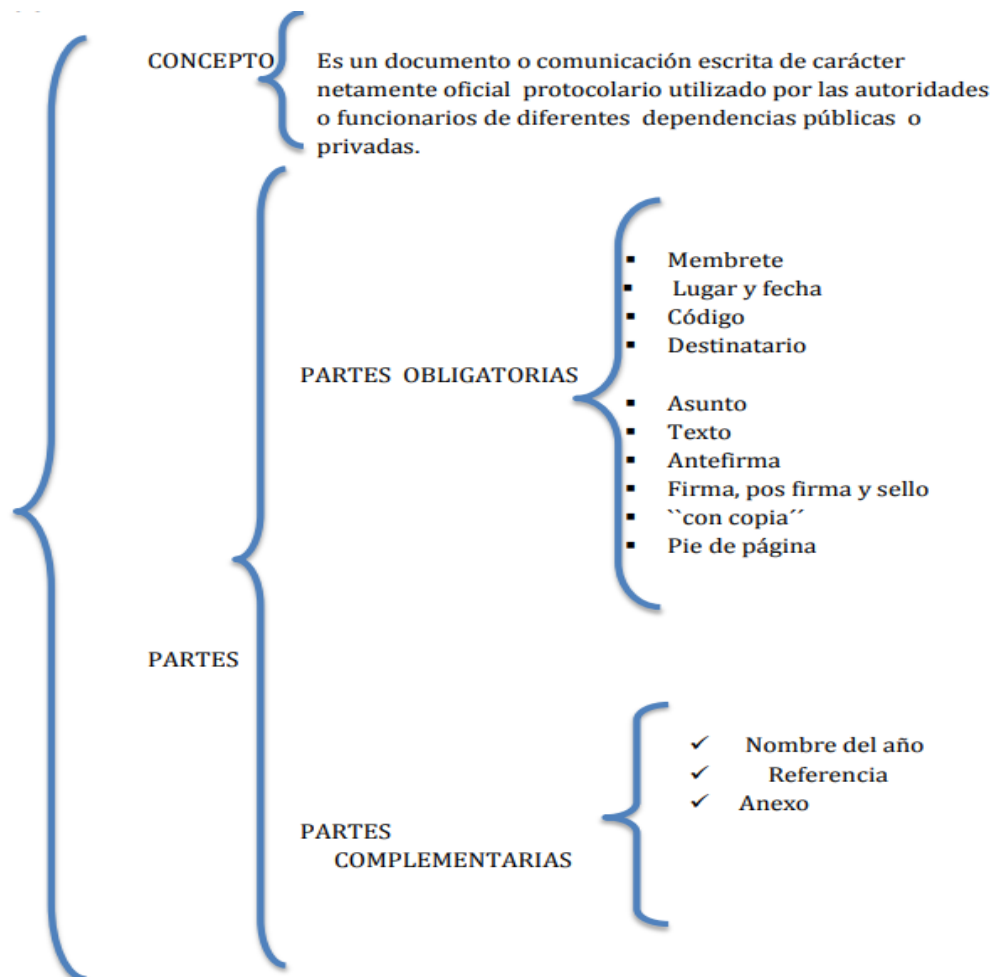 CONCEPTO
Es un documento o comunicación escrita de carácter
netamente oficial protocolario utilizado por las autoridades
o funcionarios de diferentes dependencias públicas o
privadas.
PARTES
PARTES OBLIGATORIAS
▪ Membrete
▪ Lugar y fecha
▪ Código
▪ Destinatario
▪ Asunto
▪ Texto
▪ Antefirma
▪ Firma, pos firma y sello
▪ ``con copia´´
▪ Pie de página
PARTES
COMPLEMENTARIAS
✓ Nombre del año
✓ Referencia
✓ Anexo